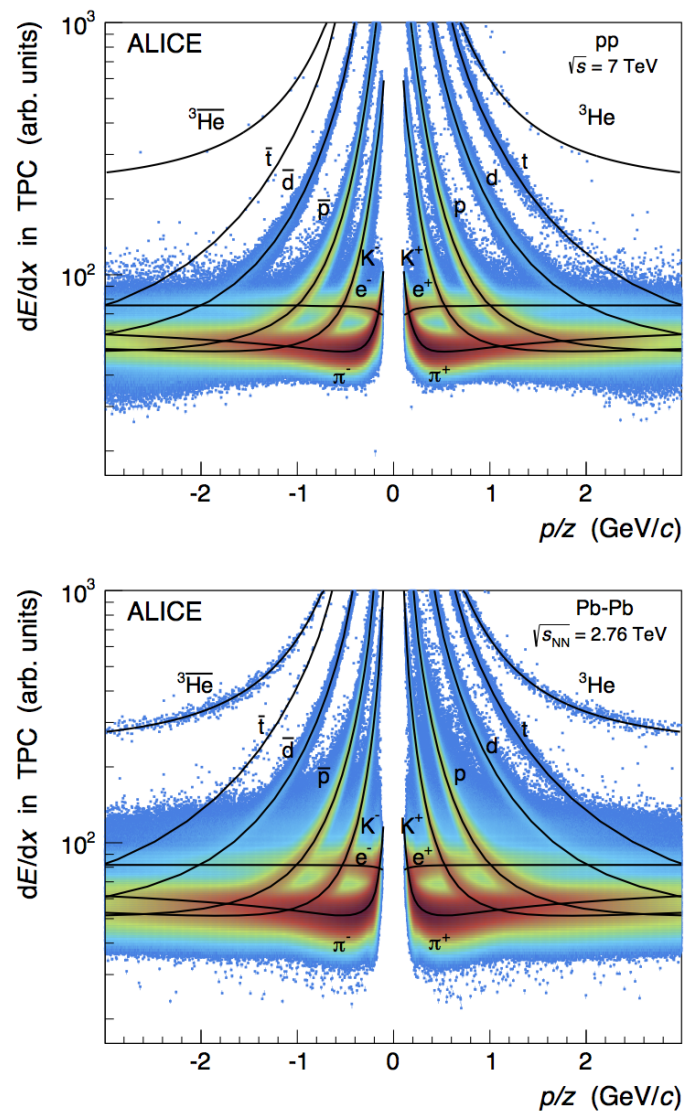 10³
ALICE
pp
√s = 7 TeV
³H̅e̅
³He
t̅
d̅
p̅
K⁻
e⁻
π⁻
K⁺
e⁺
π⁺
p
d
t
10²
dE/dx in TPC (arb. units)
-2 -1 0 1 2
p/z (GeV/c)
10³
ALICE
Pb-Pb
√sNN = 2.76 TeV
³H̅e̅
³He
t̅
d̅
p̅
K⁻
e⁻
π⁻
K⁺
e⁺
π⁺
p
d
t
10²
dE/dx in TPC (arb. units)
-2 -1 0 1 2
p/z (GeV/c)